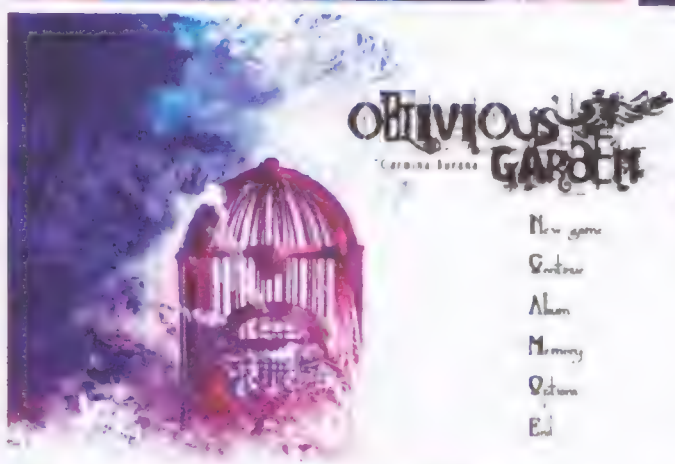 OBLIVIOUS
GARDEN
Carmina Burana
New game
Continue
Album
Memory
Options
End